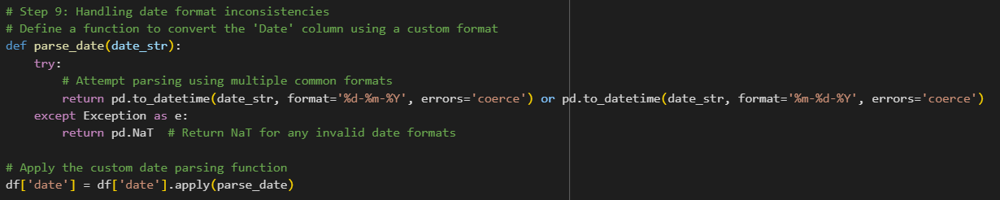 # Step 9: Handling date format inconsistencies
# Define a function to convert the 'Date' column using a custom format
def parse_date(date_str):
    try:
        # Attempt parsing using multiple common formats
        return pd.to_datetime(date_str, format='%d-%m-%Y', errors='coerce') or pd.to_datetime(date_str, format='%m-%d-%Y', errors='coerce')
    except Exception as e:
        return pd.NaT  # Return NaT for any invalid date formats

# Apply the custom date parsing function
df['date'] = df['date'].apply(parse_date)